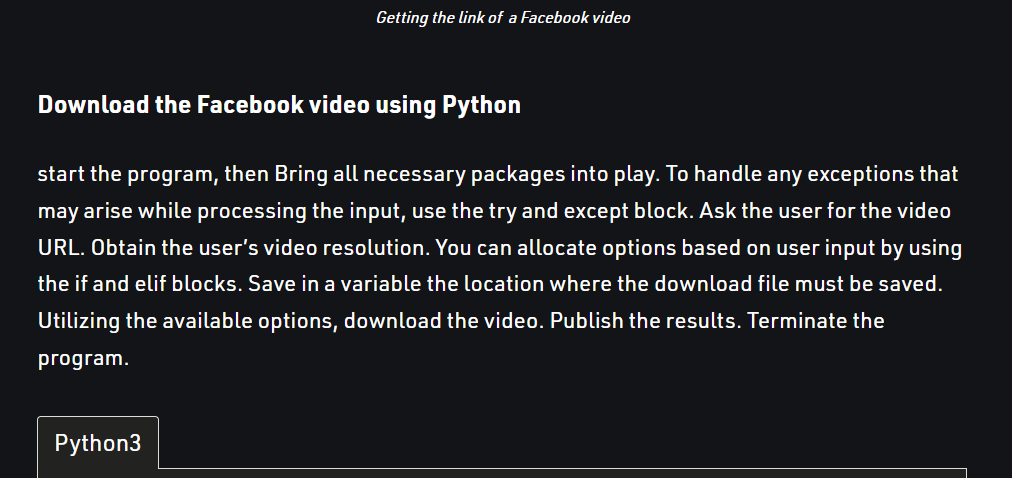 Getting the link of a Facebook video
Download the Facebook video using Python
start the program, then Bring all necessary packages into play. To handle any exceptions that
may arise while processing the input, use the try and except block. Ask the user for the video
URL. Obtain the user’s video resolution. You can allocate options based on user input by using
the if and elif blocks. Save in a variable the location where the download file must be saved.
Utilizing the available options, download the video. Publish the results. Terminate the
program.
Python3